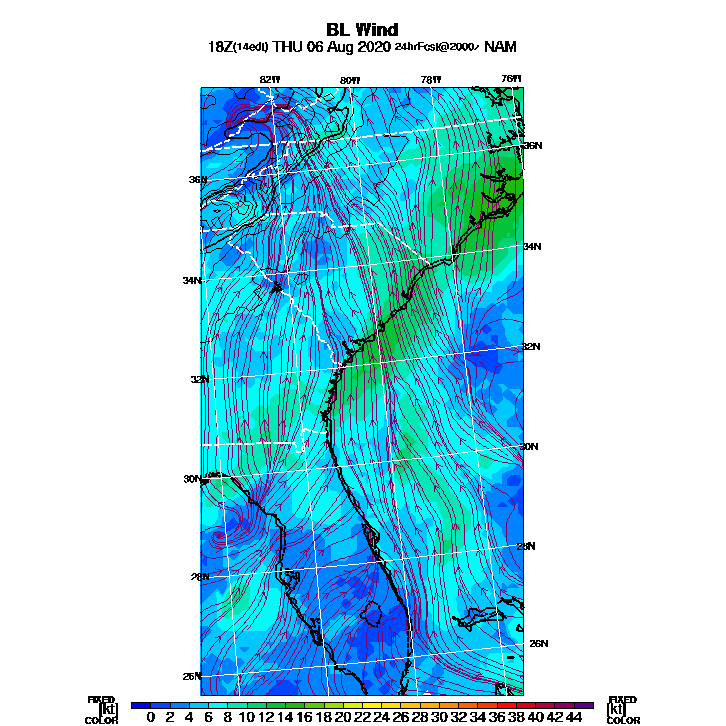 BL Wind
18Z(14edt) THU 06 Aug 2020 24hrFcst@2000z NAM
82W 80W 78W 76W
36N
36N
34N
34N
32N
32N
30N
30N
28N
28N
26N
26N
FIXED FIXED
[kt] 0 2 4 6 8 10 12 14 16 18 20 22 24 26 28 30 32 34 36 38 40 42 44 [kt]
COLOR COLOR